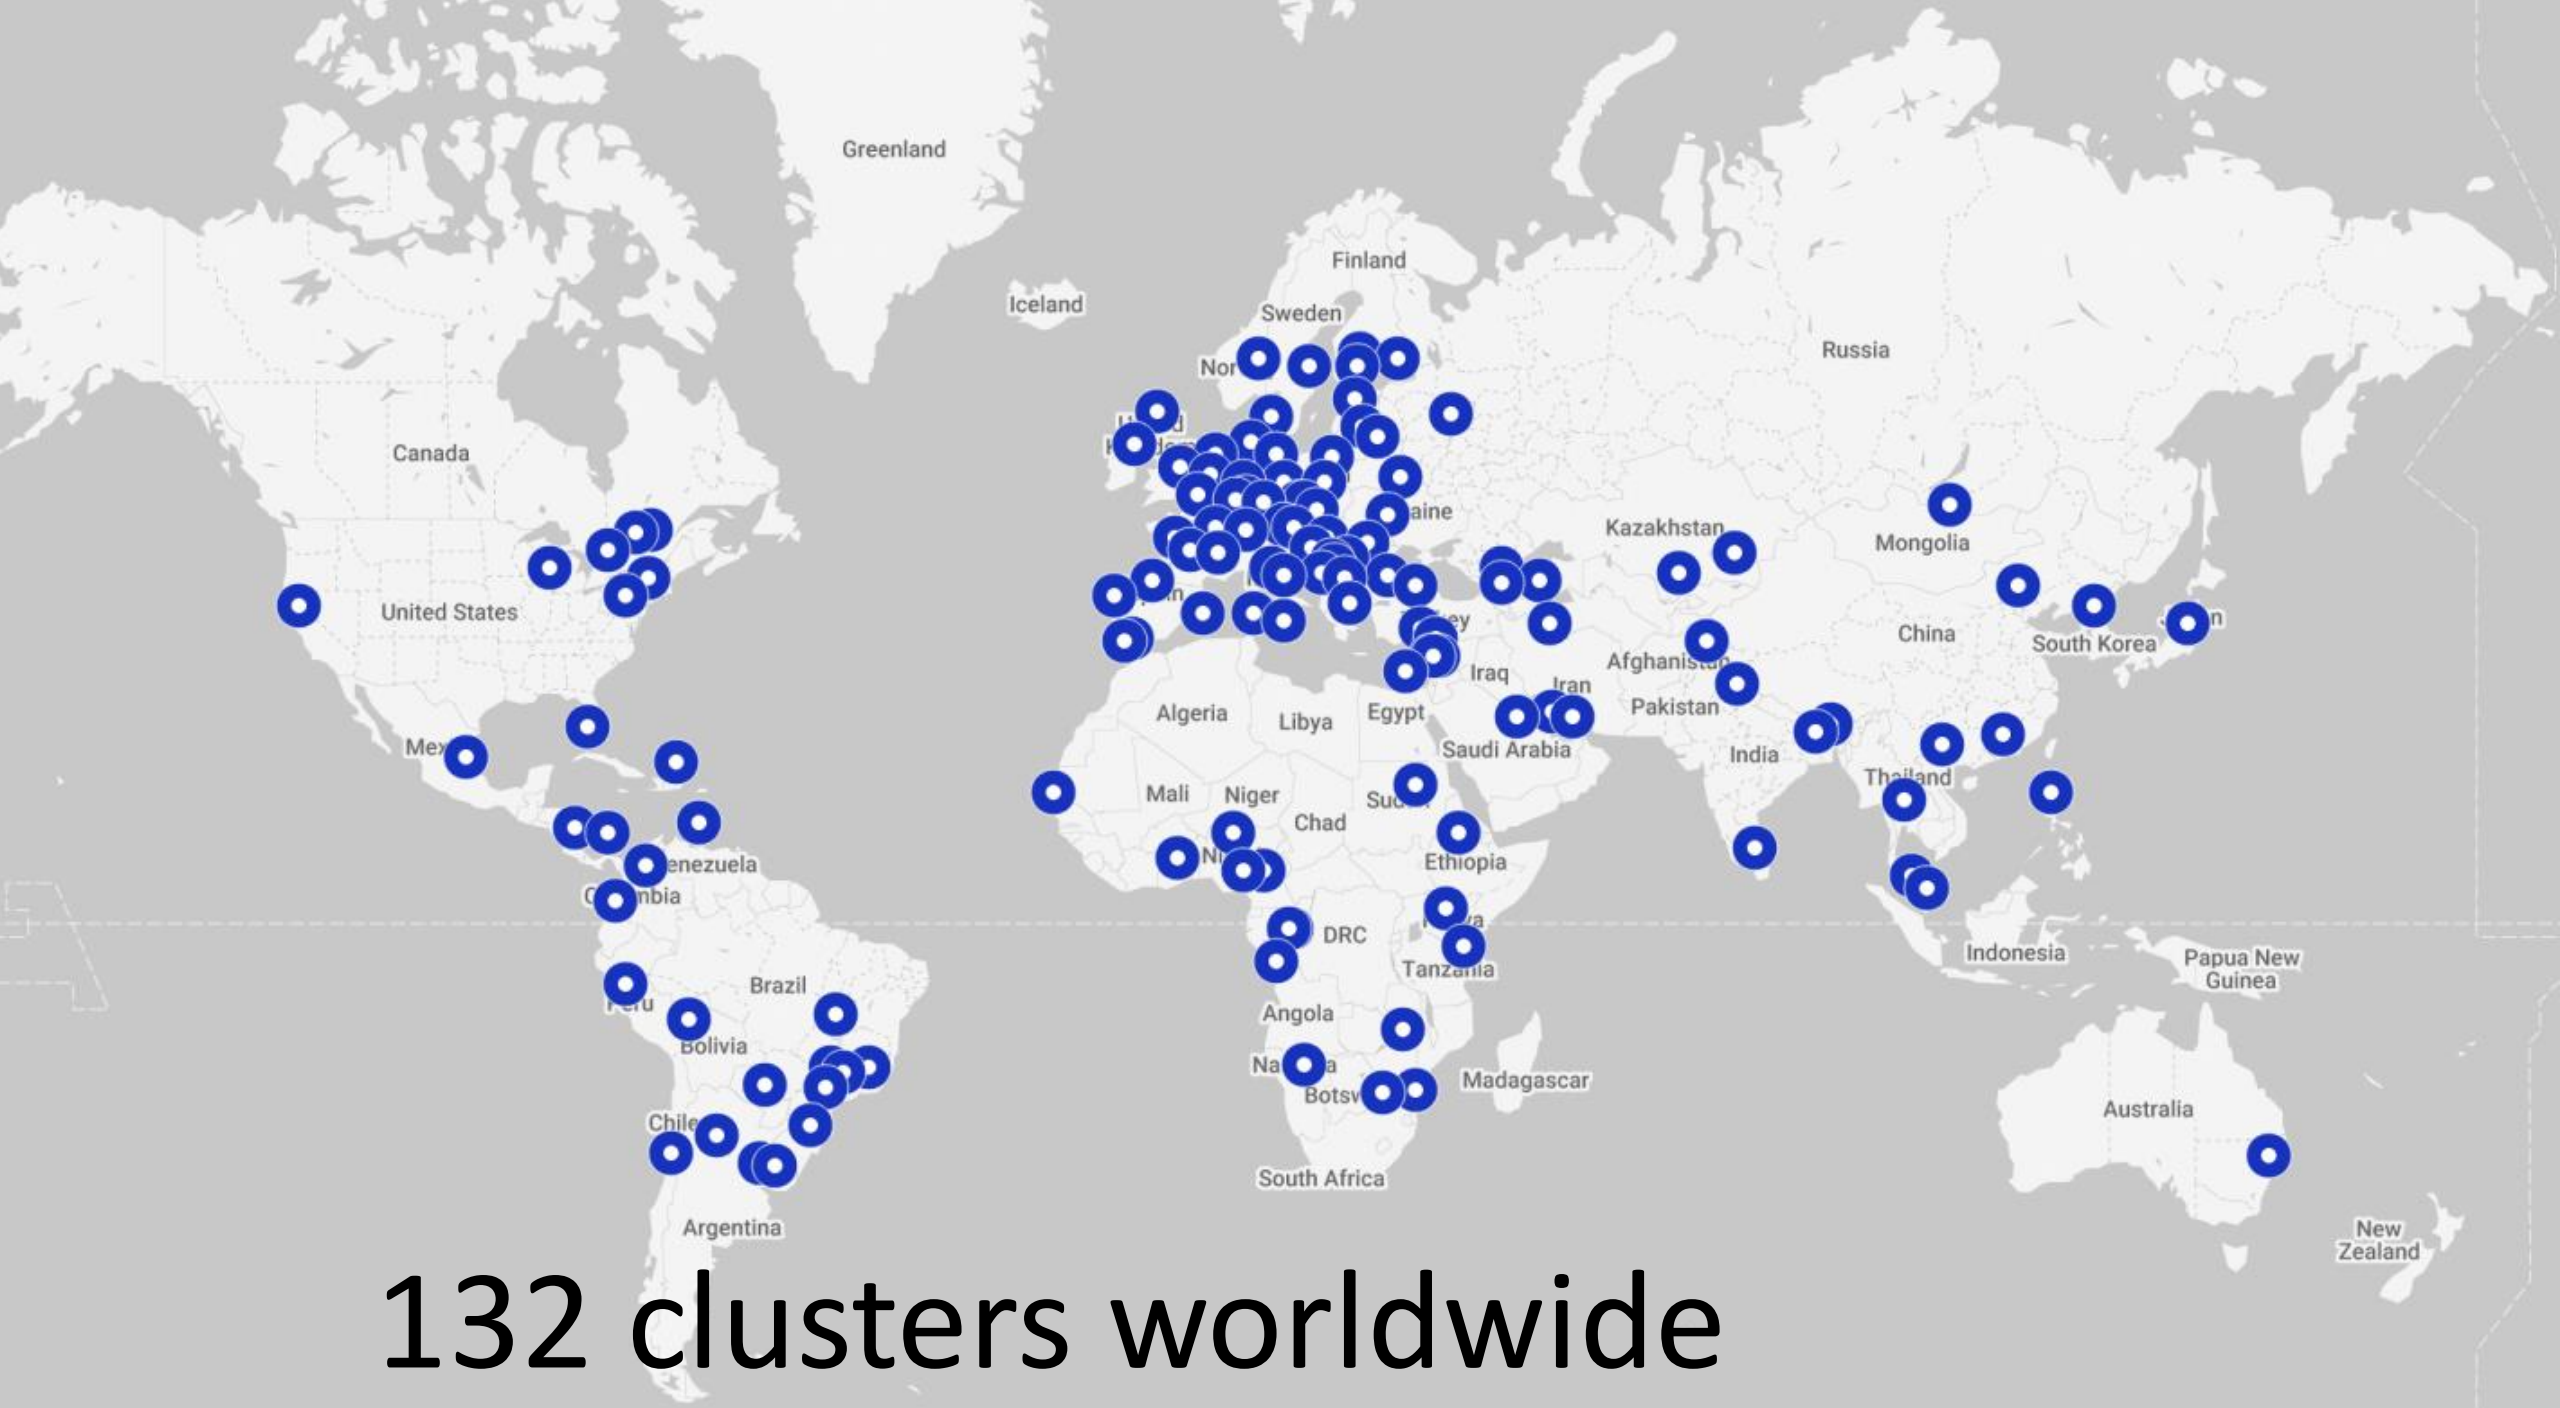 Greenland
Finland
Iceland
Sweden
Russia
Canada
Kazakhstan
Mongolia
United States
China
South Korea
Afghanistan
Iraq
Iran
Pakistan
Algeria
Libya
Egypt
Saudi Arabia
India
Thailand
Mali
Niger
Chad
Ethiopia
DRC
Indonesia
Papua New
Guinea
Tanzania
Brazil
Angola
Bolivia
Madagascar
Australia
Chile
South Africa
Argentina
New
Zealand
132 clusters worldwide